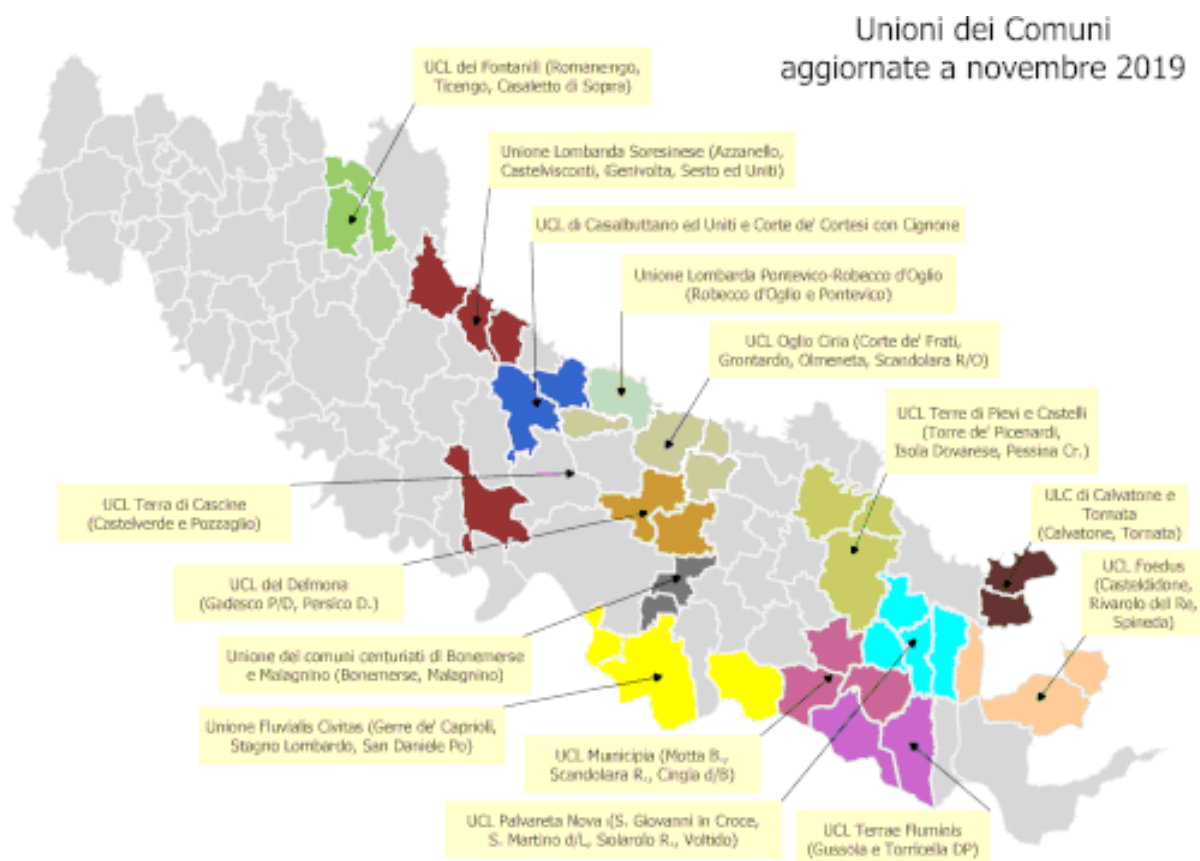 Unioni dei Comuni
aggiornate a novembre 2019
UCL dei Fontanili (Romanengo,
Ticengo, Casaletto di Sopra)
Unione Lombarda Soresinese (Azzanello,
Castelvisconti, Genivolta, Sesto ed Uniti)
UCL di Casalbuttano ed Uniti e Corte de' Cortesi con Cignone
Unione Lombarda Pontevico-Robecco d'Oglio
(Robecco d'Oglio e Pontevico)
UCL Oglio Ciria (Corte de' Frati,
Grontardo, Olmeneta, Scandolara R/O)
UCL Terre di Pievi e Castelli
(Torre de' Picenardi,
Isola Dovarese, Pessina Cr.)
UCL Terra di Cascine
(Castelverde e Pozzaglio)
ULC di Calvatone e
Tornata
(Calvatone, Tornata)
UCL Foedus
(Casteldidone,
Rivarolo del Re,
Spineda)
UCL del Delmona
(Gadesco P/D, Persico D.)
Unione dei comuni centuriati di Bonemerse
e Malagnino (Bonemerse, Malagnino)
Unione Fluvialis Civitas (Gerre de' Caprioli,
Stagno Lombardo, San Daniele Po)
UCL Municipia (Motta B.,
Scandolara R., Cingia d/B)
UCL Palvareta Nova (S. Giovanni in Croce,
S. Martino d/L, Solarolo R., Voltido)
UCL Terrae Fluminis
(Gussola e Torricella DP)